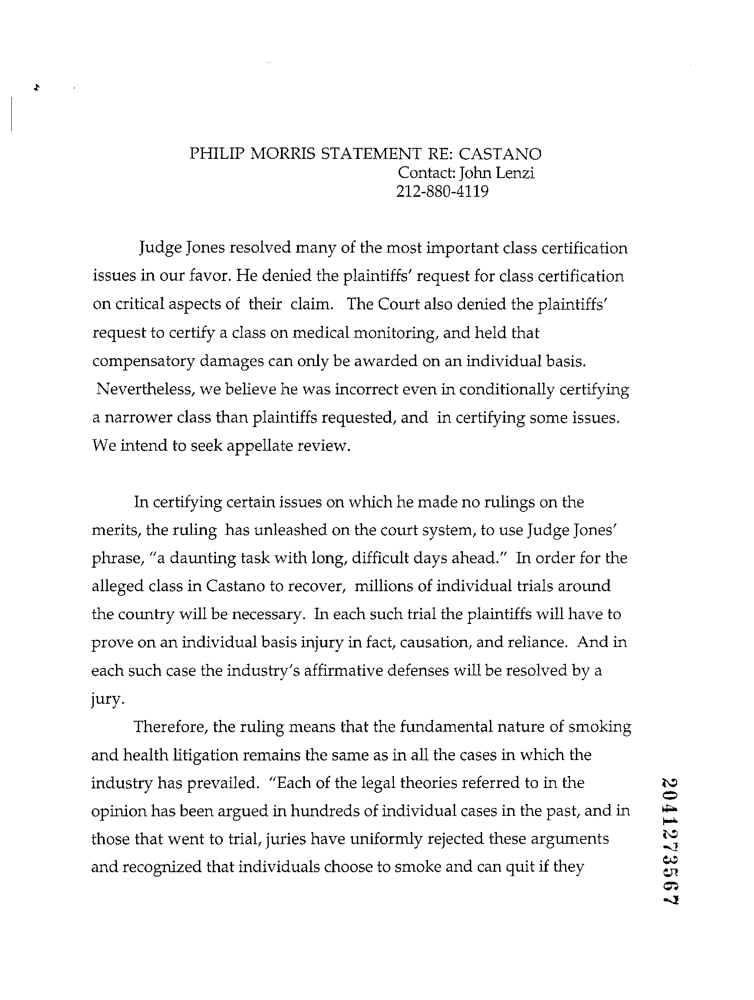 PHILIP MORRIS STATEMENT RE: CASTANO
Contact: John Lenzi
212-880-4119
Judge Jones resolved many of the most important class certification
issues in our favor. He denied the plaintiffs' request for class certification
on critical aspects of their claim. The Court also denied the plaintiffs'
request to certify a class on medical monitoring, and held that
compensatory damages can only be awarded on an individual basis.
Nevertheless, we believe he was incorrect even in conditionally certifying
a narrower class than plaintiffs requested, and in certifying some issues.
We intend to seek appellate review.
In certifying certain issues on which he made no rulings on the
merits, the ruling has unleashed on the court system, to use Judge Jones'
phrase, "a daunting task with long, difficult days ahead." In order for the
alleged class in Castano to recover, millions of individual trials around
the country will be necessary. In each such trial the plaintiffs will have to
prove on an individual basis injury in fact, causation, and reliance. And in
each such case the industry's affirmative defenses will be resolved by a
jury.
Therefore, the ruling means that the fundamental nature of smoking
and health litigation remains the same as in all the cases in which the
industry has prevailed. "Each of the legal theories referred to in the
opinion has been argued in hundreds of individual cases in the past, and in
those that went to trial, juries have uniformly rejected these arguments
and recognized that individuals choose to smoke and can quit if they
2041273567